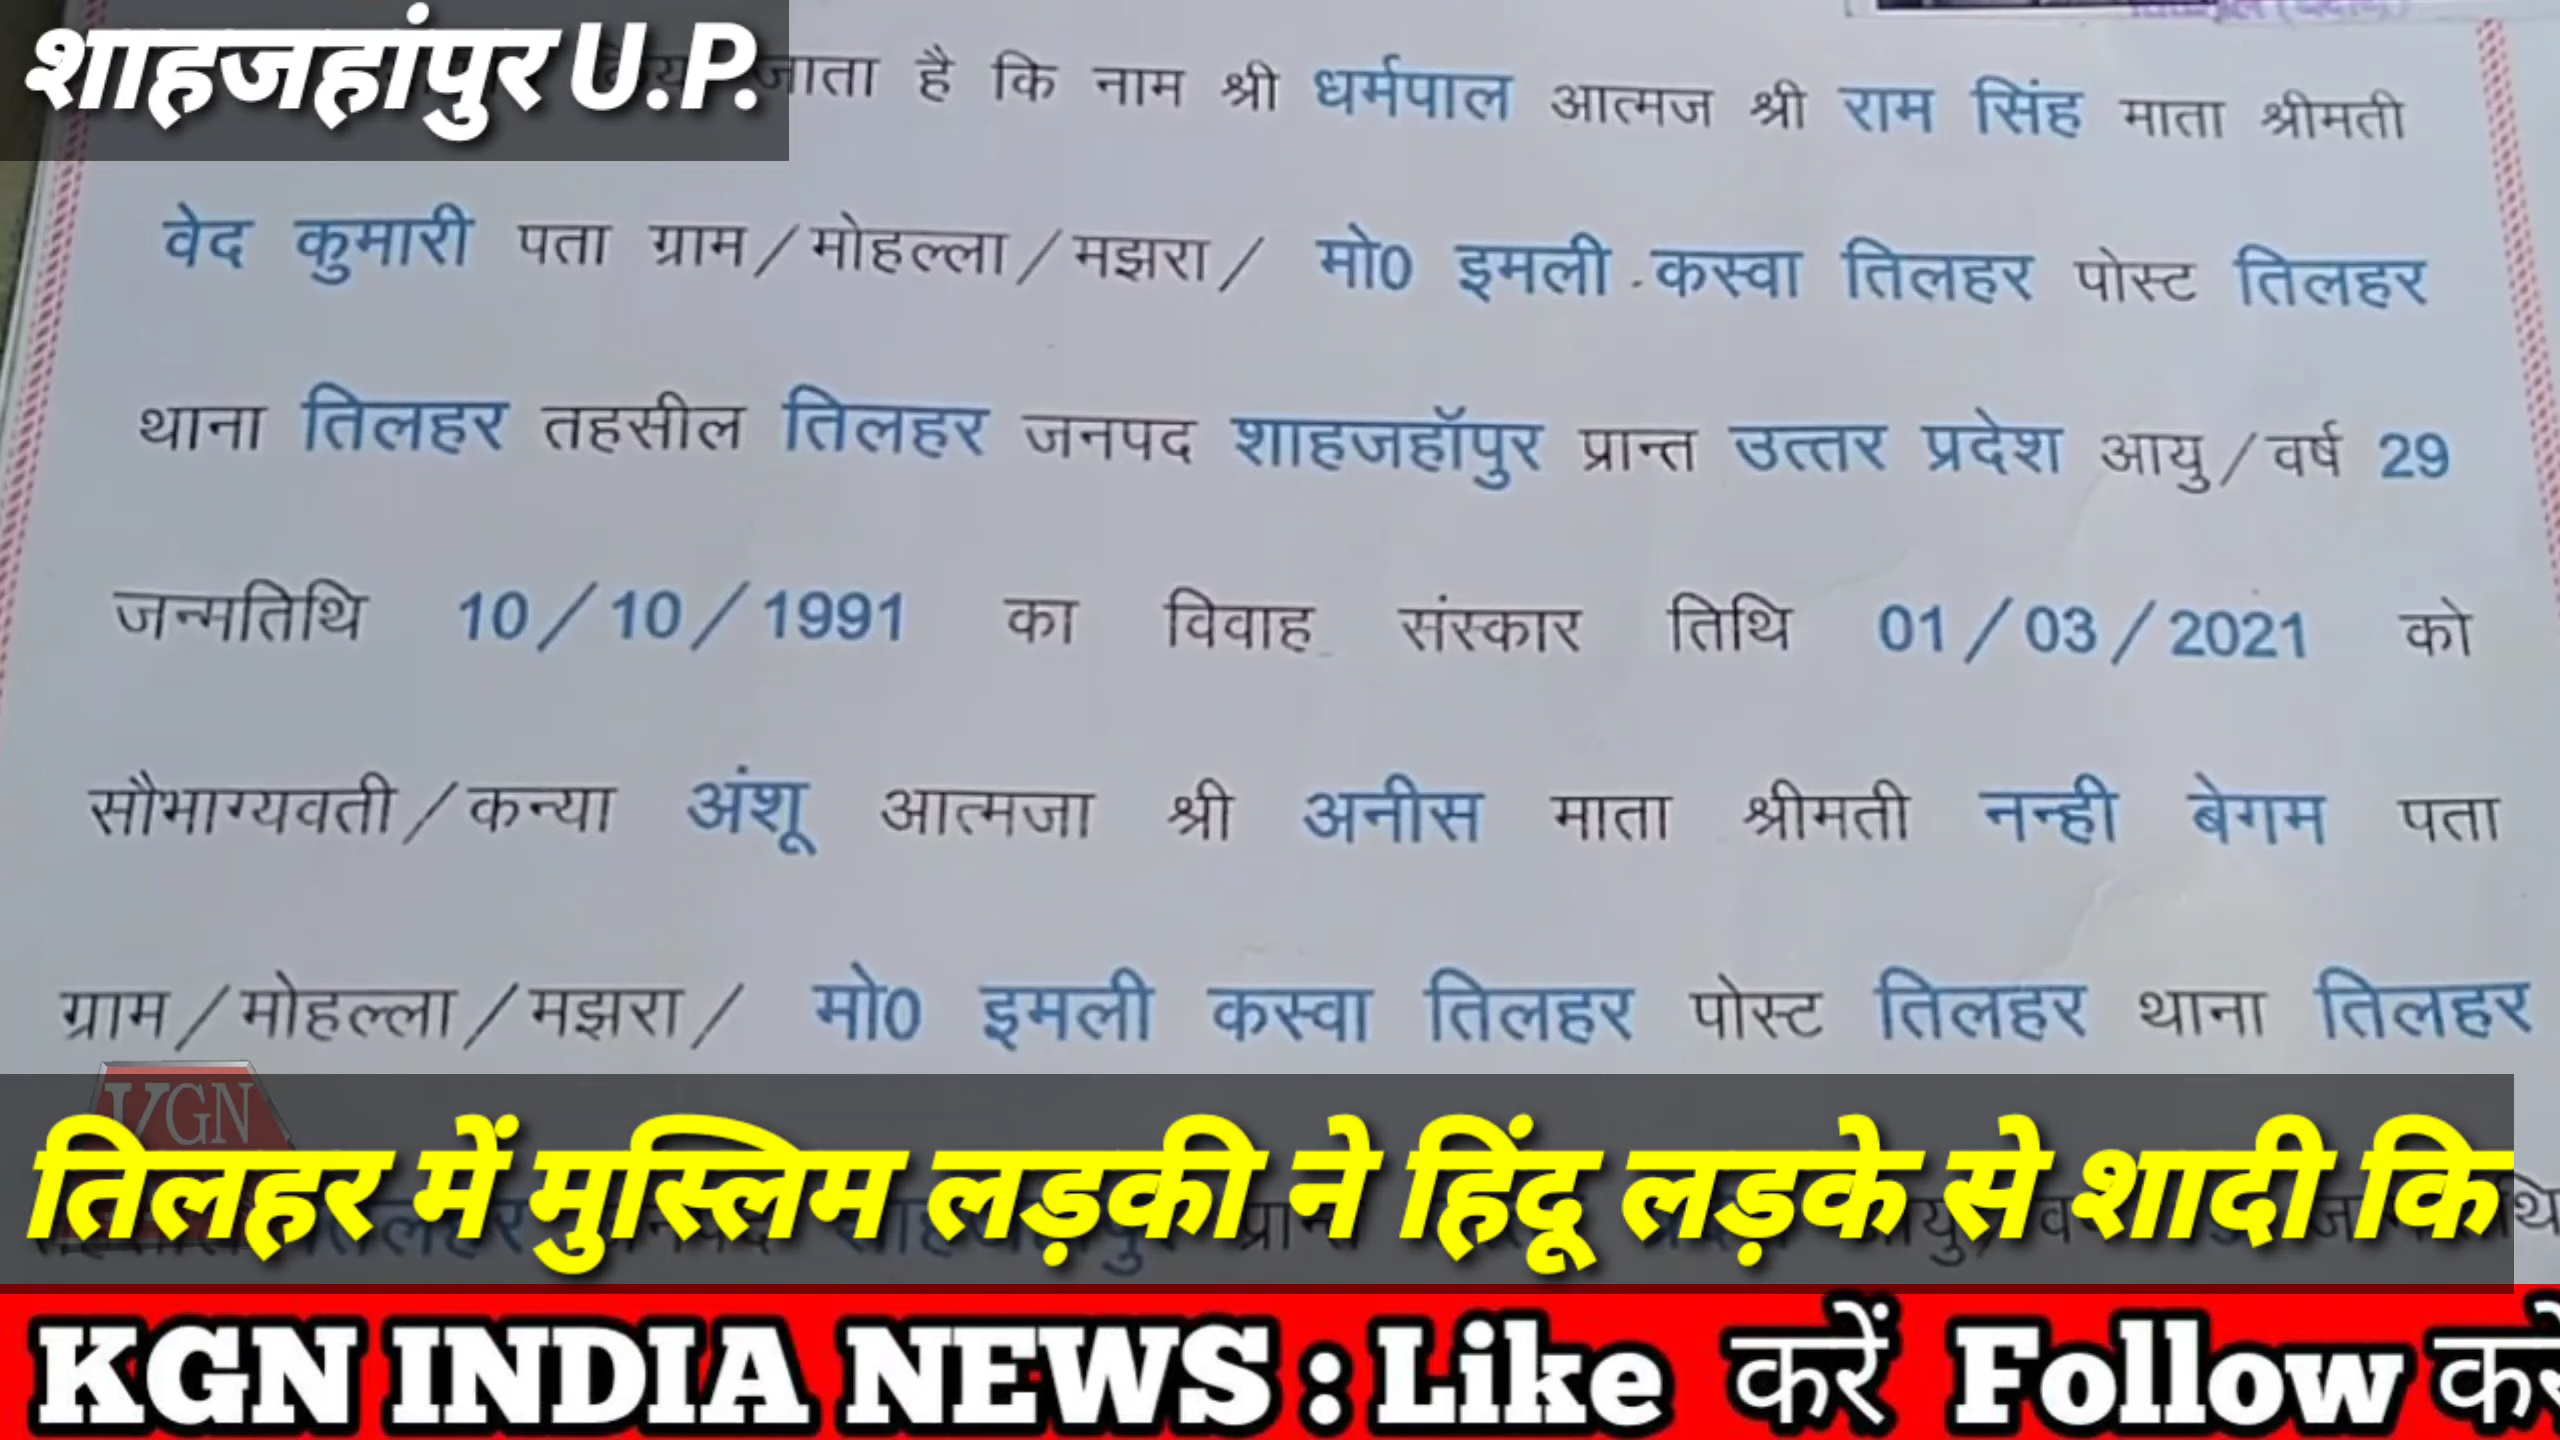 शाहजहांपुर U.P.
जाता है कि नाम श्री धर्मपाल आत्मज श्री राम सिंह माता श्रीमती
वेद कुमारी पता ग्राम/मोहल्ला/मझरा/ मो0 इमली कस्वा तिलहर पोस्ट तिलहर
थाना तिलहर तहसील तिलहर जनपद शाहजहॉपुर प्रान्त उत्तर प्रदेश आयु/वर्ष 29
जन्मतिथि 10/10/1991 का विवाह संस्कार तिथि 01/03/2021 को
सौभाग्यवती/कन्या अंशू आत्मजा श्री अनीस माता श्रीमती नन्ही बेगम पता
ग्राम/मोहल्ला/मझरा/ मो0 इमली कस्वा तिलहर पोस्ट तिलहर थाना तिलहर
KGN
तिलहर में मुस्लिम लड़की ने हिंदू लड़के से शादी कि
KGN INDIA NEWS : Like करें Follow करें